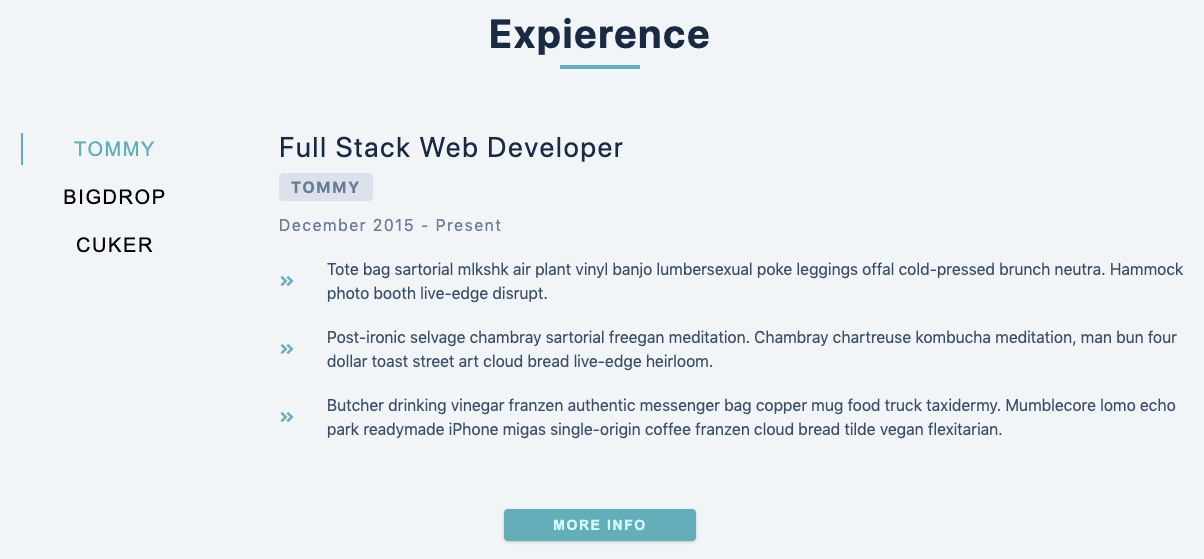 Expierence
TOMMY
BIGDROP
CUKER
Full Stack Web Developer
TOMMY
December 2015 - Present
Tote bag sartorial mlkshk air plant vinyl banjo lumbersexual poke leggings offal cold-pressed brunch neutra. Hammock
photo booth live-edge disrupt.
Post-ironic selvage chambray sartorial freegan meditation. Chambray chartreuse kombucha meditation, man bun four
dollar toast street art cloud bread live-edge heirloom.
Butcher drinking vinegar franzen authentic messenger bag copper mug food truck taxidermy. Mumblecore lomo echo
park readymade iPhone migas single-origin coffee franzen cloud bread tilde vegan flexitarian.
MORE INFO